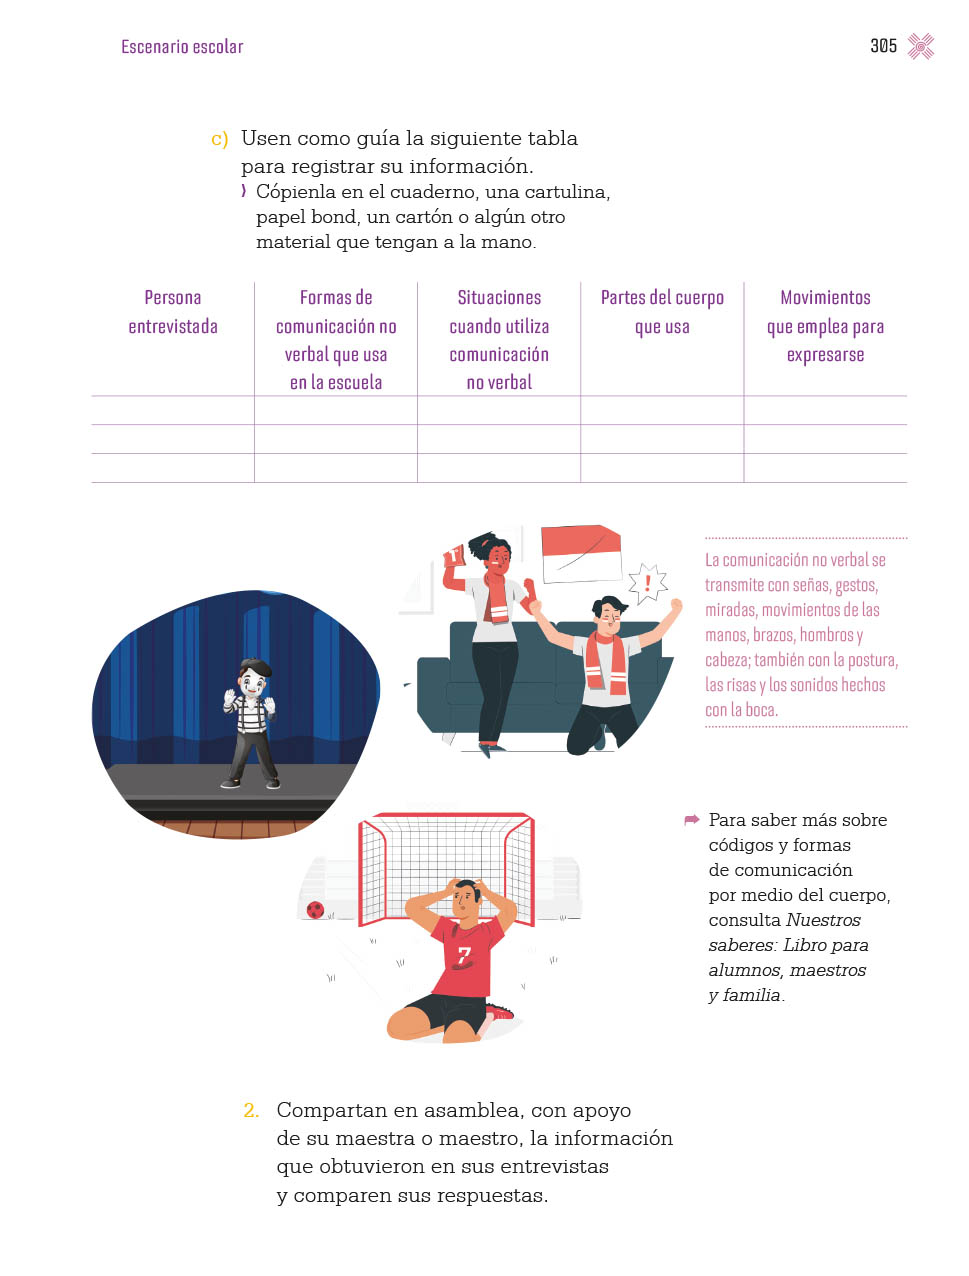 Escenario escolar
305
c) Usen como guía la siguiente tabla
para registrar su información.
Cópienla en el cuaderno, una cartulina,
papel bond, un cartón o algún otro
material que tengan a la mano.
Persona
entrevistada
Formas de
comunicación no
verbal que usa
en la escuela
Situaciones
cuando utiliza
comunicación
no verbal
Partes del cuerpo
que usa
Movimientos
que emplea para
expresarse
!
La comunicación no verbal se
transmite con señas, gestos,
miradas, movimientos de las
manos, brazos, hombros y
cabeza; también con la postura,
las risas y los sonidos hechos
con la boca.
7
Para saber más sobre
códigos y formas
de comunicación
por medio del cuerpo,
consulta Nuestros
saberes: Libro para
alumnos, maestros
y familia.
2. Compartan en asamblea, con apoyo
de su maestra o maestro, la información
que obtuvieron en sus entrevistas
y comparen sus respuestas.